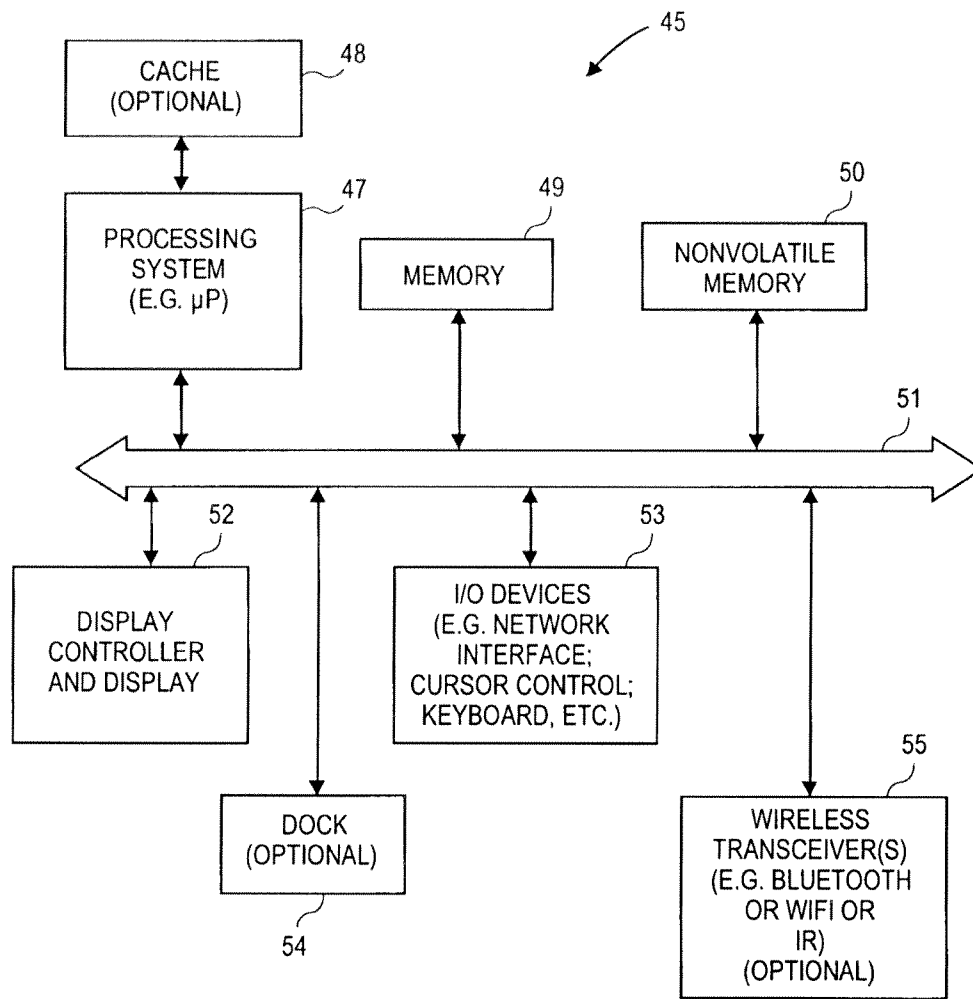 45
CACHE
(OPTIONAL)
48
PROCESSING
SYSTEM
(E.G. µP)
47
MEMORY
49
NONVOLATILE
MEMORY
50
51
DISPLAY
CONTROLLER
AND DISPLAY
52
I/O DEVICES
(E.G. NETWORK
INTERFACE;
CURSOR CONTROL;
KEYBOARD, ETC.)
53
DOCK
(OPTIONAL)
54
WIRELESS
TRANSCEIVER(S)
(E.G. BLUETOOTH
OR WIFI OR
IR)
(OPTIONAL)
55